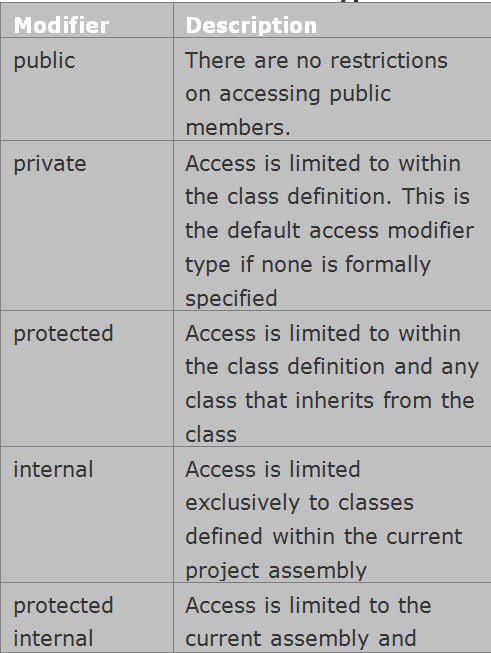 Modifier Description
public There are no restrictions
on accessing public
members.
private Access is limited to within
the class definition. This is
the default access modifier
type if none is formally
specified
protected Access is limited to within
the class definition and any
class that inherits from the
class
internal Access is limited
exclusively to classes
defined within the current
project assembly
protected Access is limited to the
internal current assembly and